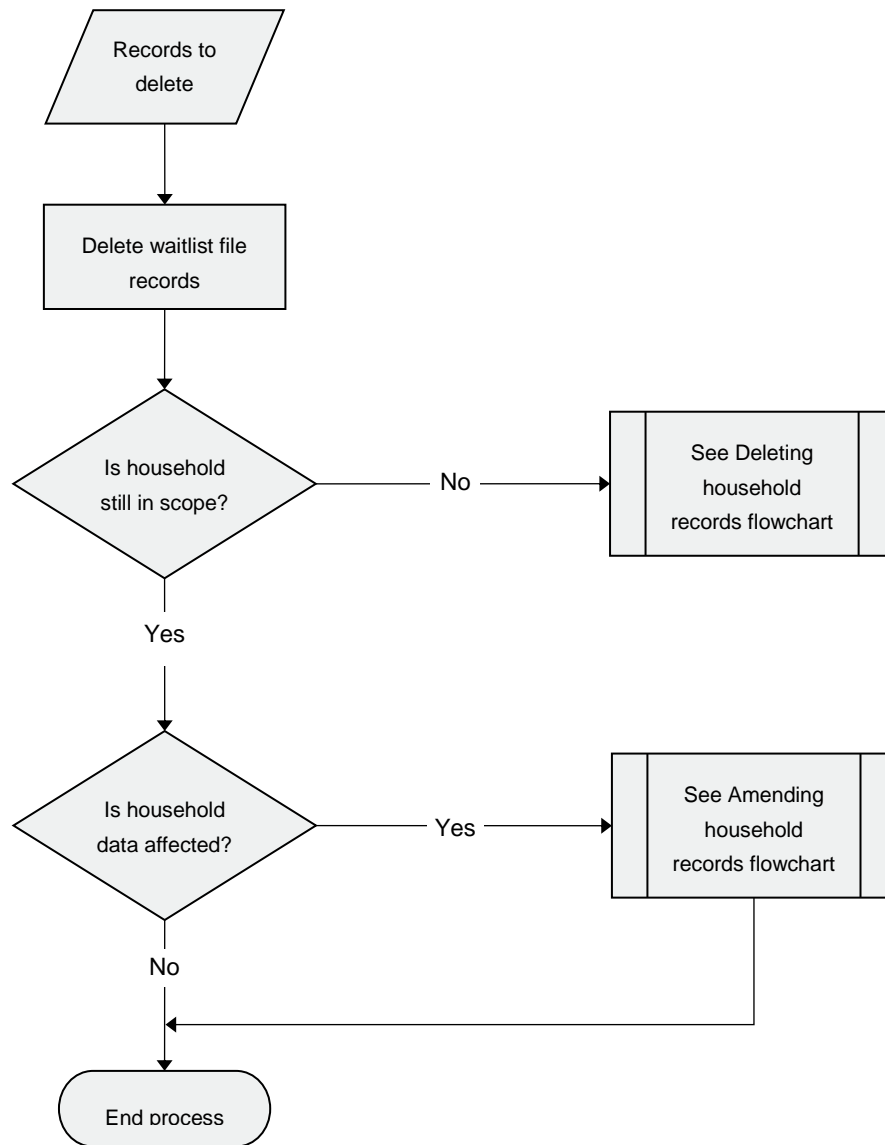 Records to
delete
Delete waitlist file
records
Is household
still in scope?
No
See Deleting
household
records flowchart
Yes
Is household
data affected?
Yes
See Amending
household
records flowchart
No
End process